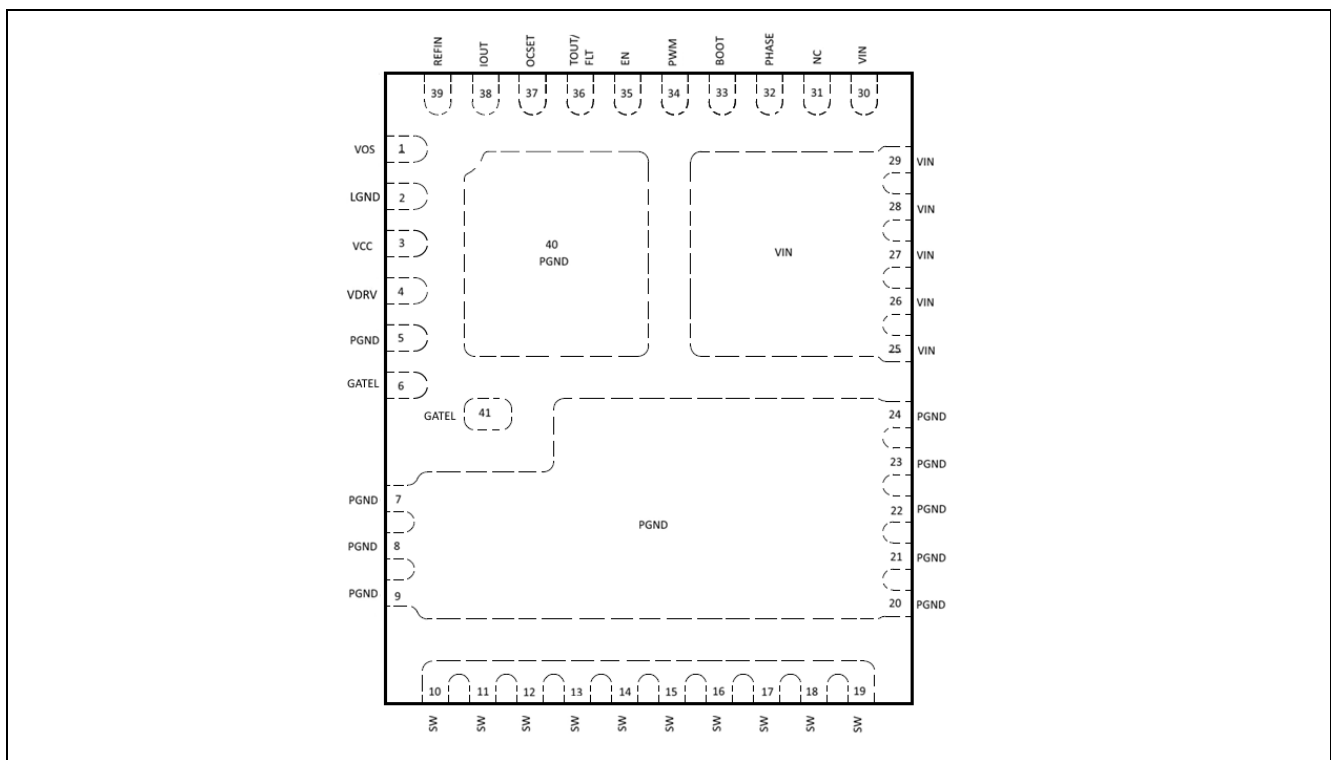 REFIN
IOUT
OCSET
TOUT/
FLT
EN
PWM
BOOT
PHASE
NC
VIN
39
38
37
36
35
34
33
32
31
30
VOS 1
LGND 2
VCC 3
VDRV 4
PGND 5
GATEL 6
40
PGND
VIN
29 VIN
28 VIN
27 VIN
26 VIN
25 VIN
GATEL 41
24 PGND
23 PGND
22 PGND
21 PGND
20 PGND
PGND 7
PGND 8
PGND 9
PGND
10
11
12
13
14
15
16
17
18
19
SW
SW
SW
SW
SW
SW
SW
SW
SW
SW